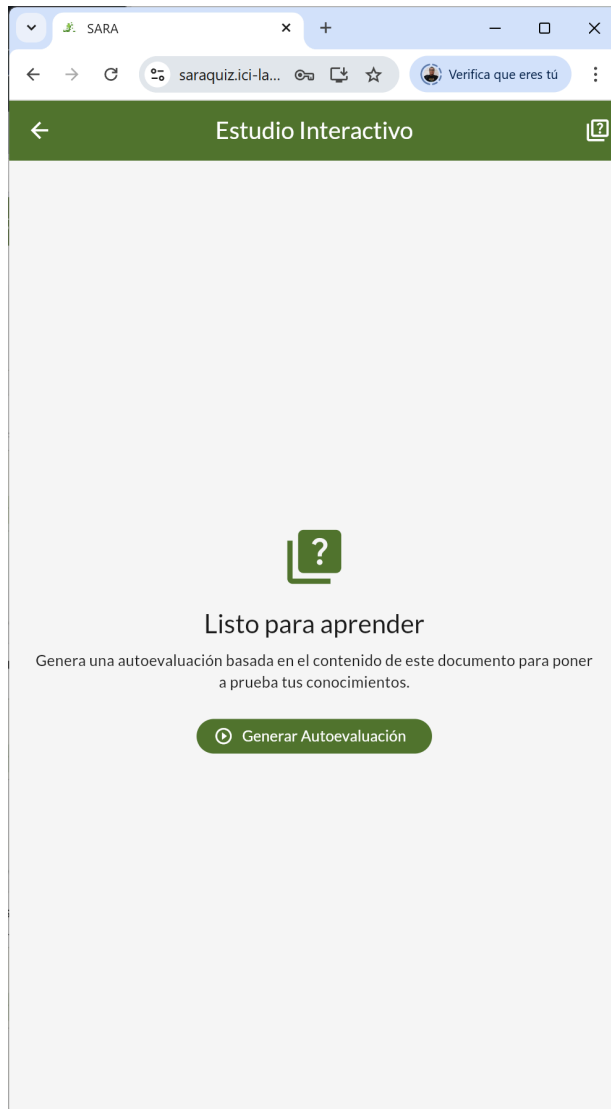 SARA
saraquiz.ici-la...
Verifica que eres tú
Estudio Interactivo
?
?
Listo para aprender
Genera una autoevaluación basada en el contenido de este documento para poner
a prueba tus conocimientos.
Generar Autoevaluación